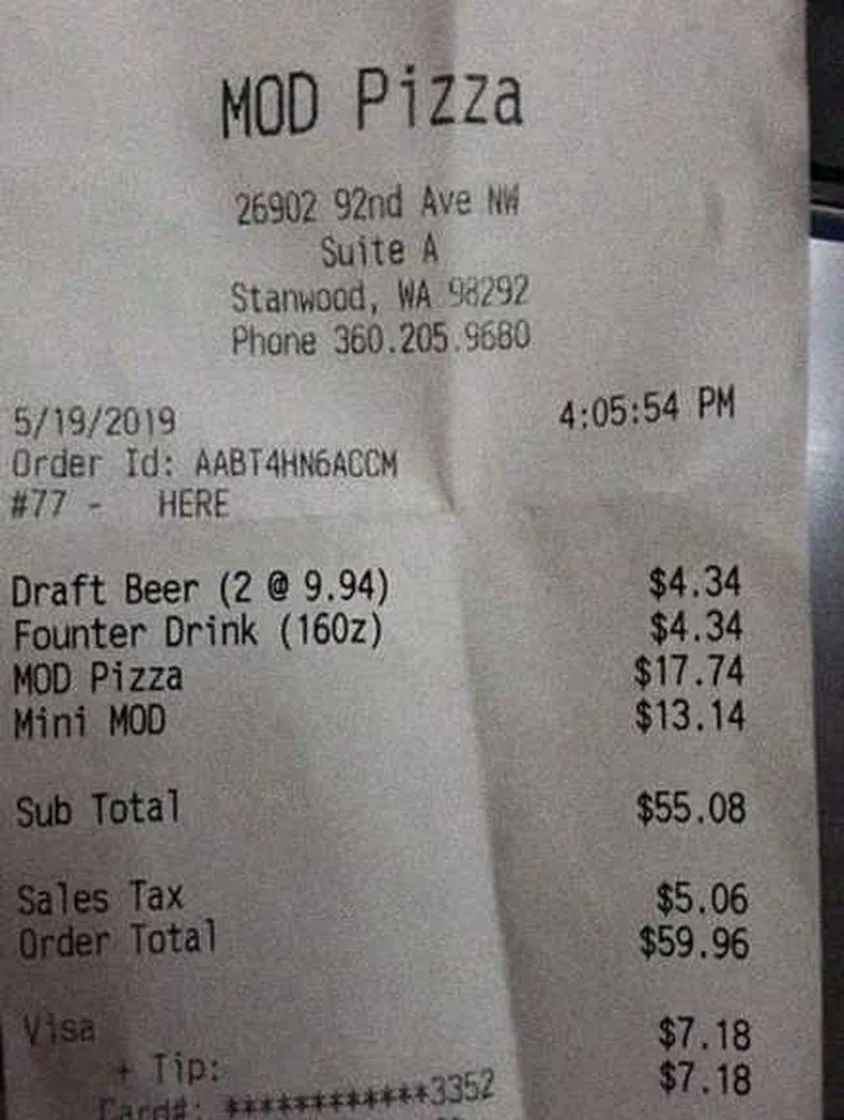 MOD Pizza
26902 92nd Ave NW
Suite A
Stanwood, WA 98292
Phone 360.205.9680
5/19/2019 4:05:54 PM
Order Id: AABT4HN6ACCM
#77 - HERE
Draft Beer (2 @ 9.94) $4.34
Founter Drink (160z) $4.34
MOD Pizza $17.74
Mini MOD $13.14
Sub Total $55.08
Sales Tax $5.06
Order Total $59.96
Visa $7.18
+ Tip: $7.18
Card#: ************3352